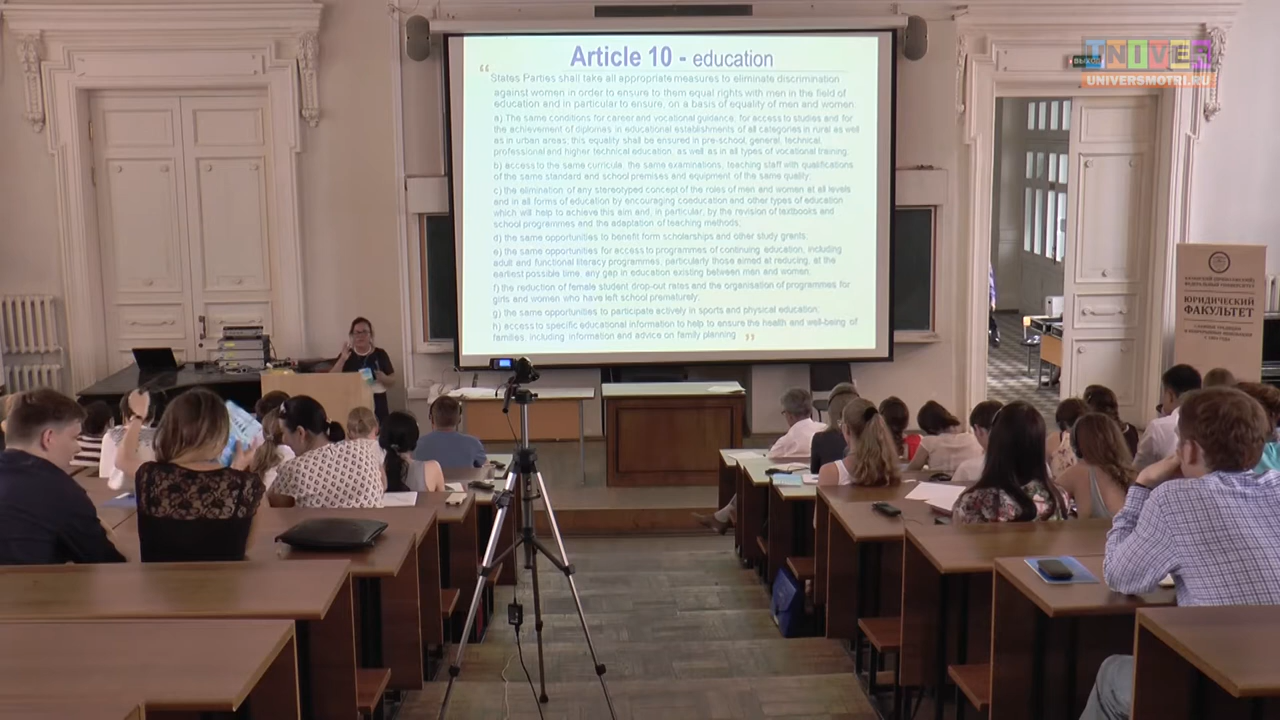 Article 10 - education
“
States Parties shall take all appropriate measures to eliminate discrimination
against women in order to ensure to them equal rights with men in the field of
education and in particular to ensure, on a basis of equality of men and women:
a) The same conditions for career and vocational guidance, for access to studies and for
the achievement of diplomas in educational establishments of all categories in rural as well
as in urban areas; this equality shall be ensured in pre-school, general, technical,
professional and higher technical education, as well as in all types of vocational training;
b) access to the same curricula, the same examinations, teaching staff with qualifications
of the same standard and school premises and equipment of the same quality;
c) the elimination of any stereotyped concept of the roles of men and women at all levels
and in all forms of education by encouraging coeducation and other types of education
which will help to achieve this aim and, in particular, by the revision of textbooks and
school programmes and the adaptation of teaching methods;
d) the same opportunities to benefit form scholarships and other study grants;
e) the same opportunities for access to programmes of continuing education, including
adult and functional literacy programmes, particularly those aimed at reducing, at the
earliest possible time, any gap in education existing between men and women;
f) the reduction of female student drop-out rates and the organisation of programmes for
girls and women who have left school prematurely;
g) the same opportunities to participate actively in sports and physical education;
h) access to specific educational information to help to ensure the health and well-being of
families, including information and advice on family planning ”
UNIVES
ВЫХОД
UNIVERSMOTRI.RU
КАЗАНСКИЙ (ПРИВОЛЖСКИЙ)
ФЕДЕРАЛЬНЫЙ УНИВЕРСИТЕТ
ЮРИДИЧЕСКИЙ
ФАКУЛЬТЕТ
СЛАВНЫЕ ТРАДИЦИИ
И НЕПРЕРЫВНЫЕ ИННОВАЦИИ
С 1804 ГОДА